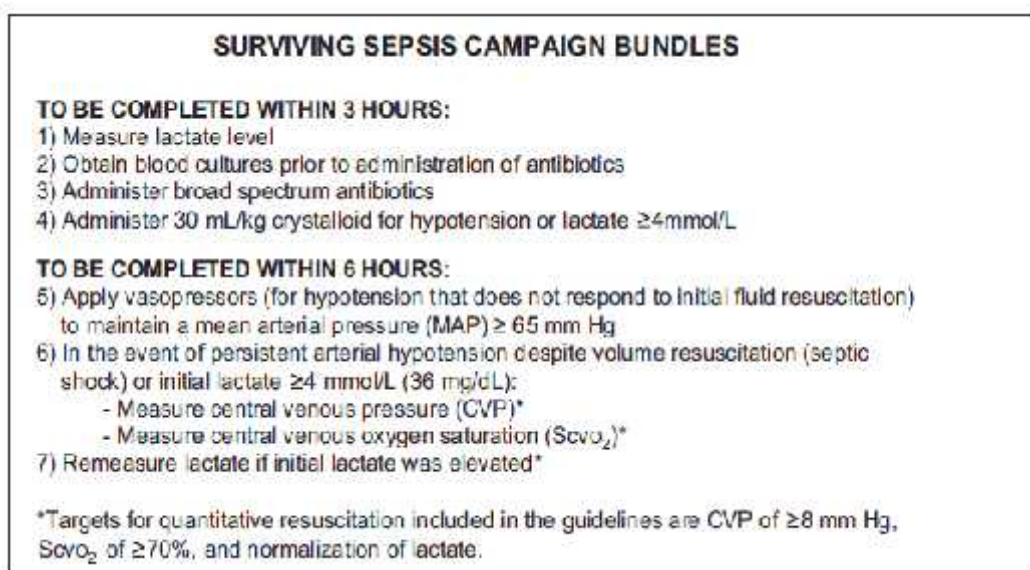 SURVIVING SEPSIS CAMPAIGN BUNDLES
TO BE COMPLETED WITHIN 3 HOURS:
1) Measure lactate level
2) Obtain blood cultures prior to administration of antibiotics
3) Administer broad spectrum antibiotics
4) Administer 30 mL/kg crystalloid for hypotension or lactate ≥4mmol/L
TO BE COMPLETED WITHIN 6 HOURS:
5) Apply vasopressors (for hypotension that does not respond to initial fluid resuscitation)
to maintain a mean arterial pressure (MAP) ≥ 65 mm Hg
6) In the event of persistent arterial hypotension despite volume resuscitation (septic
shock) or initial lactate ≥4 mmol/L (36 mg/dL):
- Measure central venous pressure (CVP)*
- Measure central venous oxygen saturation (Scvo₂)*
7) Remeasure lactate if initial lactate was elevated*
*Targets for quantitative resuscitation included in the guidelines are CVP of ≥8 mm Hg,
Scvo₂ of ≥70%, and normalization of lactate.